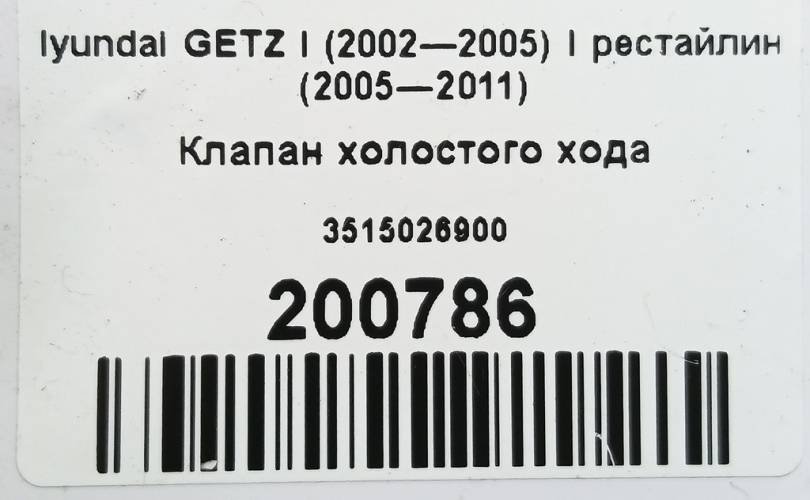 lyundai GETZ I (2002—2005) I рестайлин
(2005—2011)
Клапан холостого хода
3515026900
200786